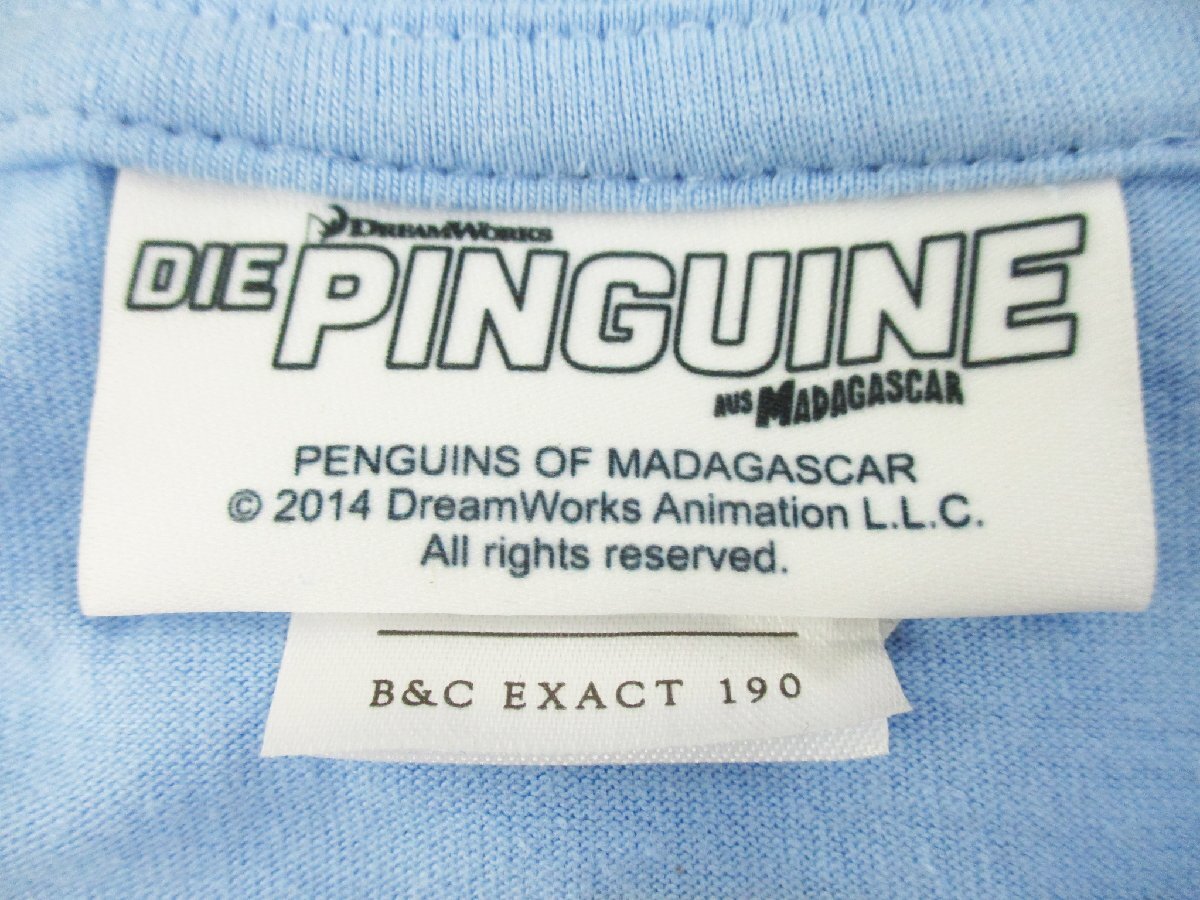 DREAMWORKS
DIE PINGUINE
AUS MADAGASCAR
PENGUINS OF MADAGASCAR
© 2014 DreamWorks Animation L.L.C.
All rights reserved.
B&C EXACT 190